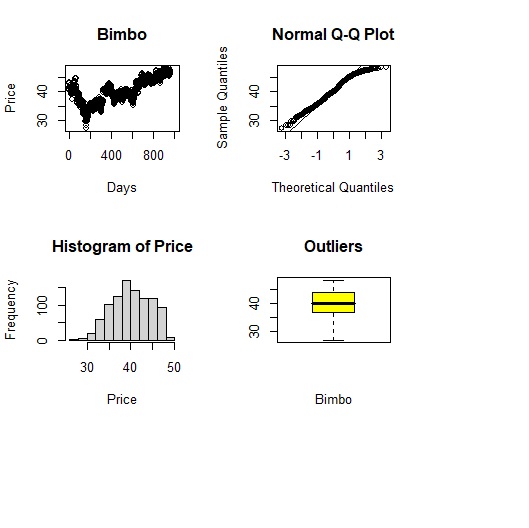 Bimbo
Price
30 40
0 400 800
Days
Normal Q-Q Plot
Sample Quantiles
30 40
-3 -1 1 3
Theoretical Quantiles
Histogram of Price
Frequency
0 100
30 40 50
Price
Outliers
30 40
Bimbo